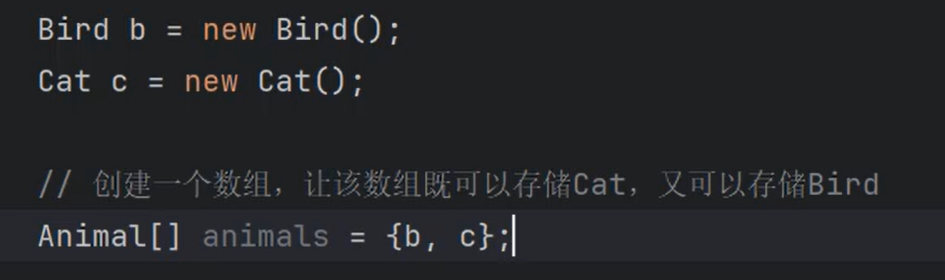 Bird b = new Bird();
Cat c = new Cat();
// 创建一个数组，让该数组既可以存储Cat，又可以存储Bird
Animal[] animals = {b, c};